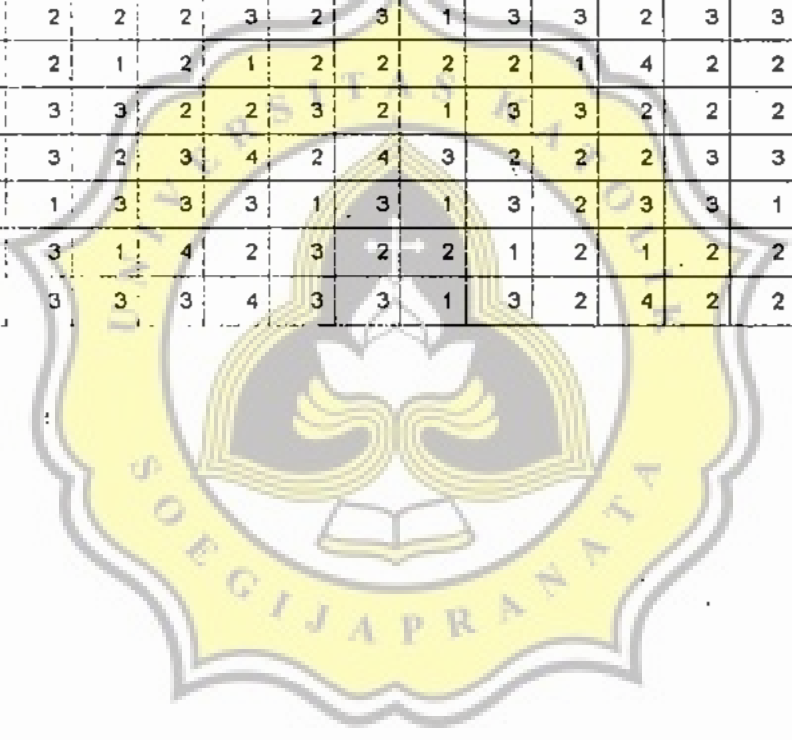 2 2 2 3 2 3 1 3 3 2 3 3
2 1 2 1 2 2 2 2 1 4 2 2
3 3 2 2 3 2 1 3 3 2 2 2
3 2 3 4 2 4 3 2 2 2 3 3
1 3 3 3 1 3 1 3 2 3 3 1
3 1 4 2 3 2 2 1 2 1 2 2
3 3 3 4 3 3 1 3 2 4 2 2
UNIVERSITAS KATOLIK
SOEGIJAPRANATA